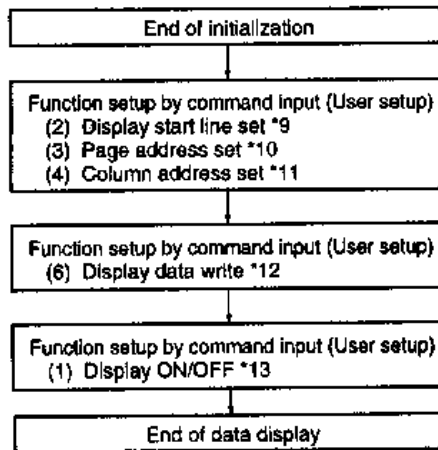 End of initialization
Function setup by command input (User setup)
(2) Display start line set *9
(3) Page address set *10
(4) Column address set *11
Function setup by command input (User setup)
(6) Display data write *12
Function setup by command input (User setup)
(1) Display ON/OFF *13
End of data display